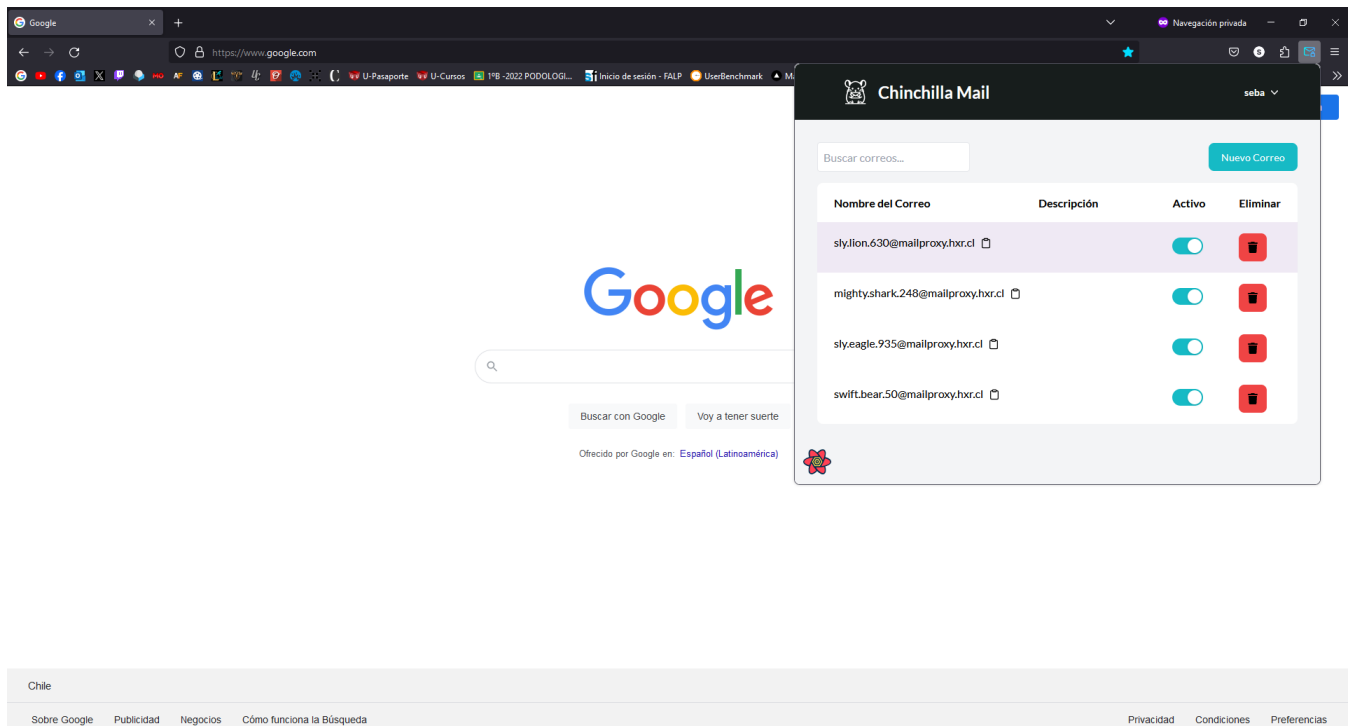 Google
Navegación privada
https://www.google.com
U-Pasaporte
U-Cursos
1ºB -2022 PODOLOGI...
Inicio de sesión - FALP
UserBenchmark
Chinchilla Mail
seba
Buscar correos...
Nuevo Correo
Nombre del Correo Descripción Activo Eliminar
sly.lion.630@mailproxy.hxr.cl
mighty.shark.248@mailproxy.hxr.cl
sly.eagle.935@mailproxy.hxr.cl
swift.bear.50@mailproxy.hxr.cl
Google
Buscar con Google Voy a tener suerte
Ofrecido por Google en: Español (Latinoamérica)
Chile
Sobre Google Publicidad Negocios Cómo funciona la Búsqueda Privacidad Condiciones Preferencias